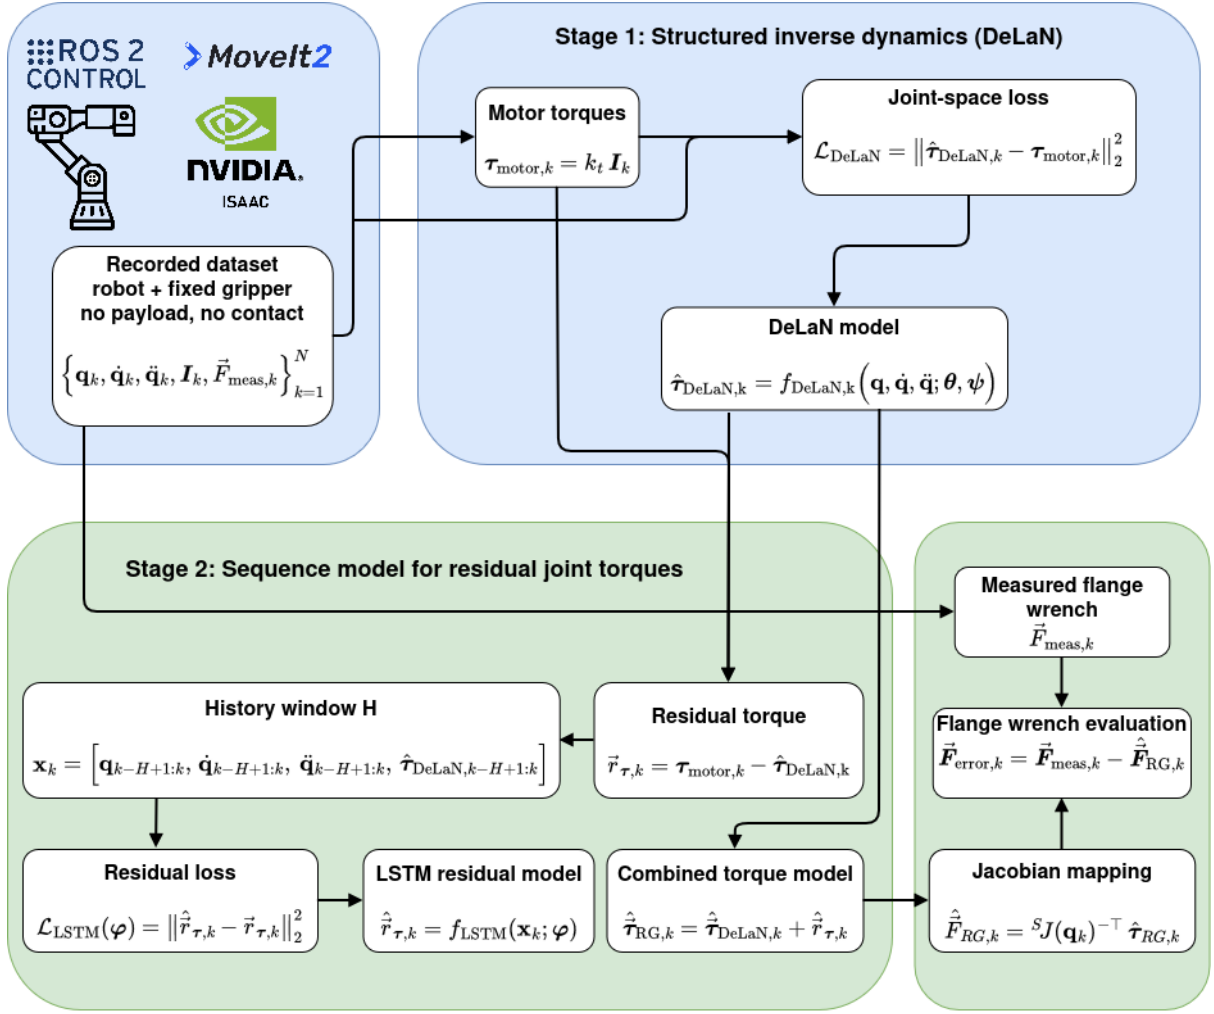 ROS 2
CONTROL
MoveIt2
NVIDIA.
ISAAC
Recorded dataset
robot + fixed gripper
no payload, no contact
{q_k, q̇_k, q̈_k, I_k, F⃗_meas,k}_{k=1}^N
Stage 1: Structured inverse dynamics (DeLaN)
Motor torques
τ_motor,k = k_t I_k
Joint-space loss
ℒ_DeLaN = ‖τ̂_DeLaN,k − τ_motor,k‖₂²
DeLaN model
τ̂_DeLaN,k = f_DeLaN,k(q, q̇, q̈; θ, ψ)
Stage 2: Sequence model for residual joint torques
Measured flange
wrench
F⃗_meas,k
History window H
x_k = [q_k−H+1:k, q̇_k−H+1:k, q̈_k−H+1:k, τ̂_DeLaN,k−H+1:k]
Residual torque
r⃗_τ,k = τ_motor,k − τ̂_DeLaN,k
Flange wrench evaluation
F⃗_error,k = F⃗_meas,k − F⃗̂_RG,k
Residual loss
ℒ_LSTM(φ) = ‖r⃗̂_τ,k − r⃗_τ,k‖₂²
LSTM residual model
r⃗̂_τ,k = f_LSTM(x_k; φ)
Combined torque model
τ⃗̂_RG,k = τ⃗̂_DeLaN,k + r⃗̂_τ,k
Jacobian mapping
F⃗̂_RG,k = ^S J(q_k)^−⊤ τ̂_RG,k